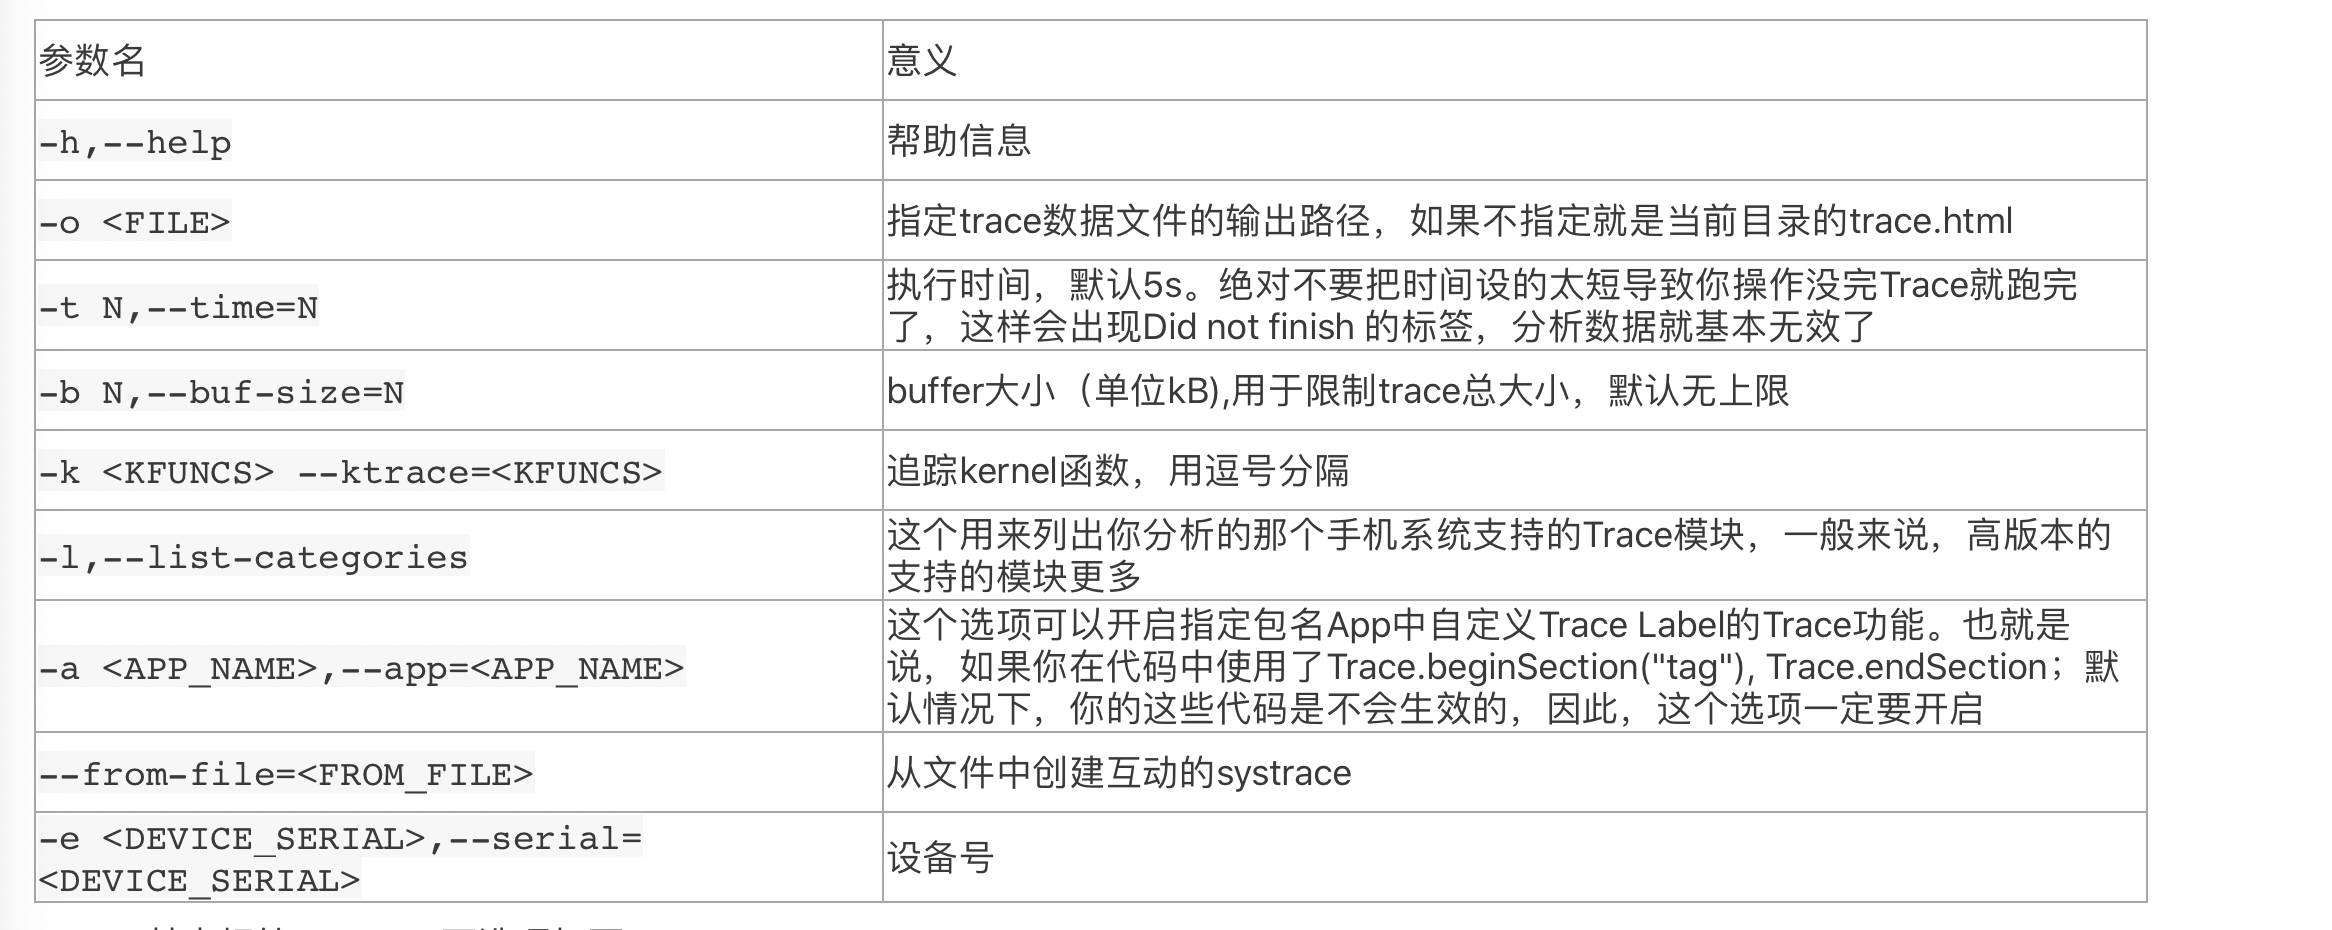 参数名
意义
-h,--help
帮助信息
-o <FILE>
指定trace数据文件的输出路径，如果不指定就是当前目录的trace.html
-t N,--time=N
执行时间，默认5s。绝对不要把时间设的太短导致你操作没完Trace就跑完
了，这样会出现Did not finish 的标签，分析数据就基本无效了
-b N,--buf-size=N
buffer大小（单位kB),用于限制trace总大小，默认无上限
-k <KFUNCS> --ktrace=<KFUNCS>
追踪kernel函数，用逗号分隔
-l,--list-categories
这个用来列出你分析的那个手机系统支持的Trace模块，一般来说，高版本的
支持的模块更多
-a <APP_NAME>,--app=<APP_NAME>
这个选项可以开启指定包名App中自定义Trace Label的Trace功能。也就是
说，如果你在代码中使用了Trace.beginSection("tag"), Trace.endSection；默
认情况下，你的这些代码是不会生效的，因此，这个选项一定要开启
--from-file=<FROM_FILE>
从文件中创建互动的systrace
-e <DEVICE_SERIAL>,--serial=
<DEVICE_SERIAL>
设备号